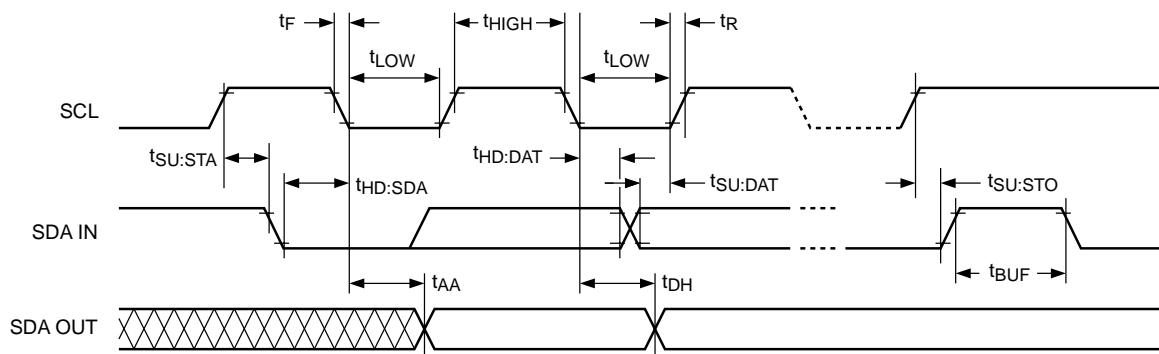 tF
tHIGH
tR
tLOW
tLOW
SCL
tSU:STA
tHD:SDA
tHD:DAT
tSU:DAT
tSU:STO
SDA IN
tAA
tDH
tBUF
SDA OUT